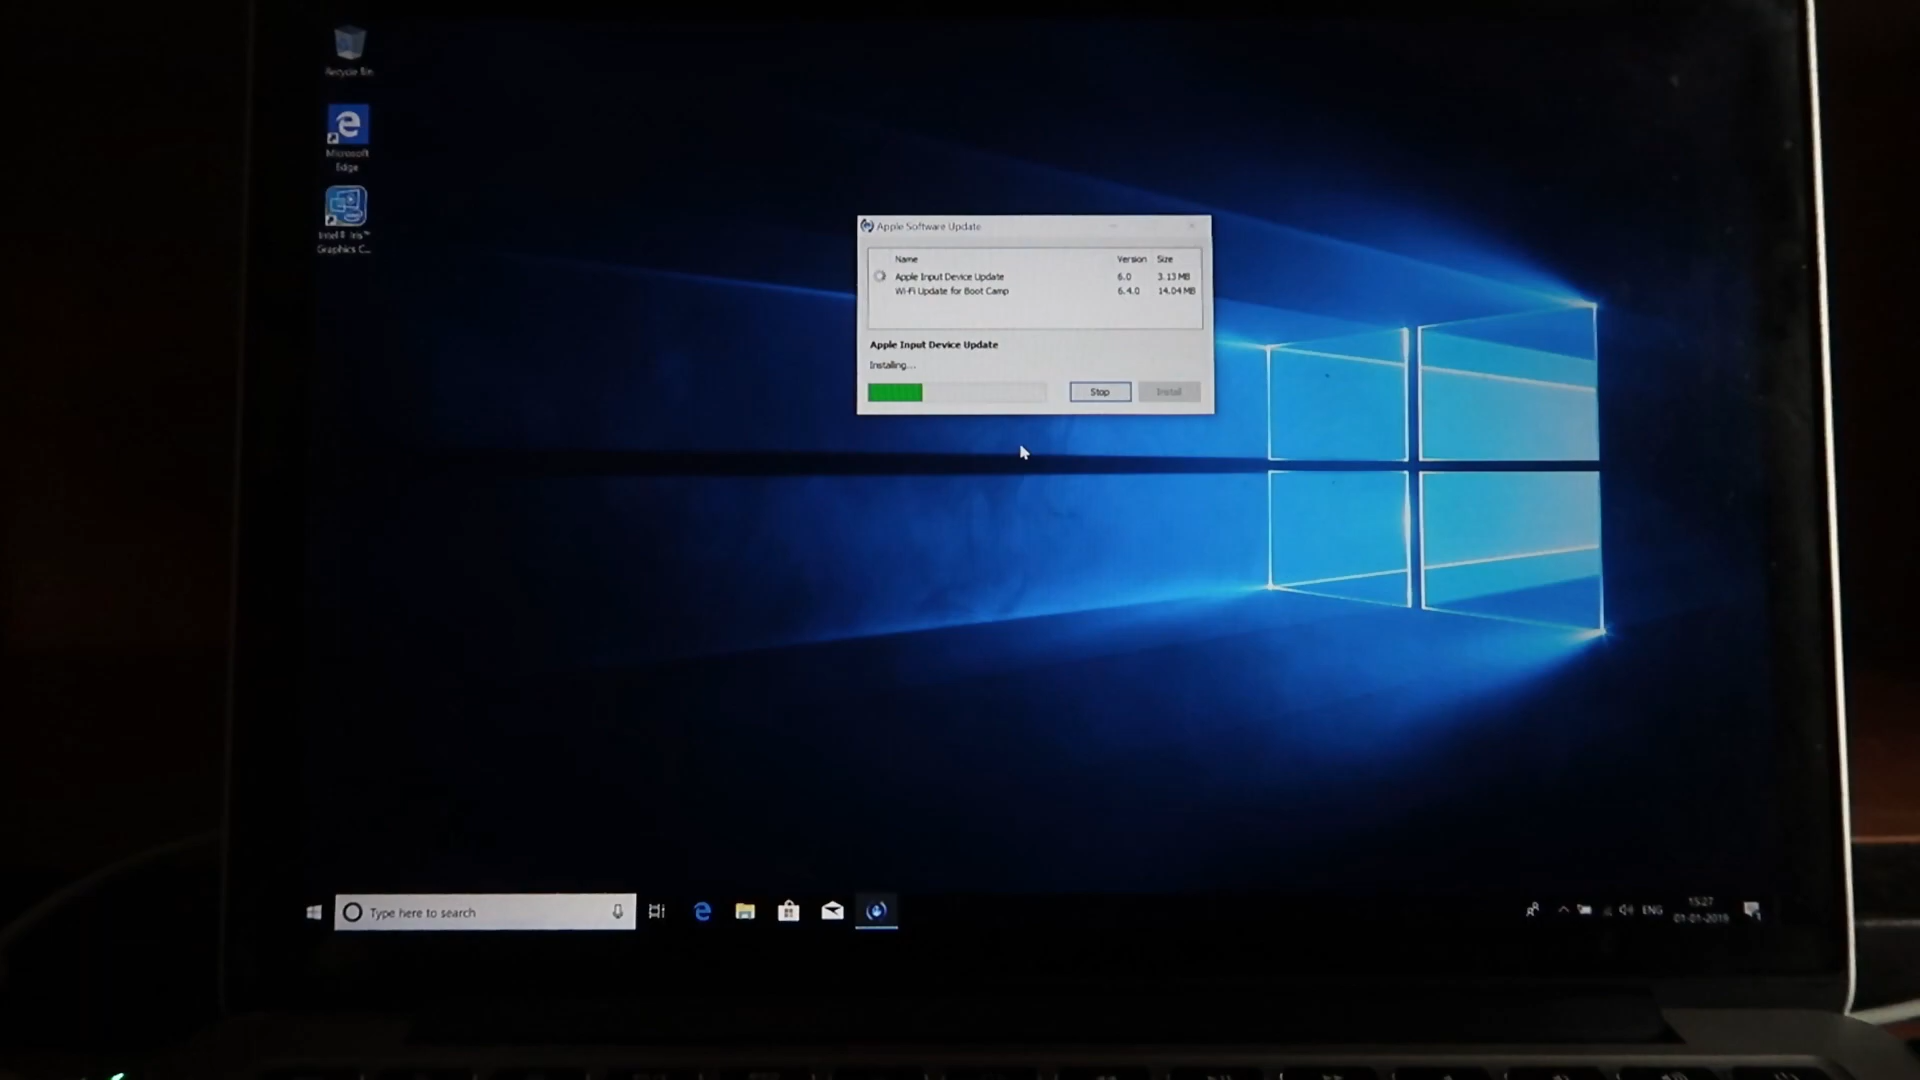 Recycle Bin
Microsoft
Edge
Intel® Iris™
Graphics C...
Apple Software Update
Name Version Size
Apple Input Device Update 6.0 3.13 MB
Wi-Fi Update for Boot Camp 6.4.0 14.04 MB
Apple Input Device Update
Installing...
Stop Install
Type here to search
ENG
15:27
01-01-2019